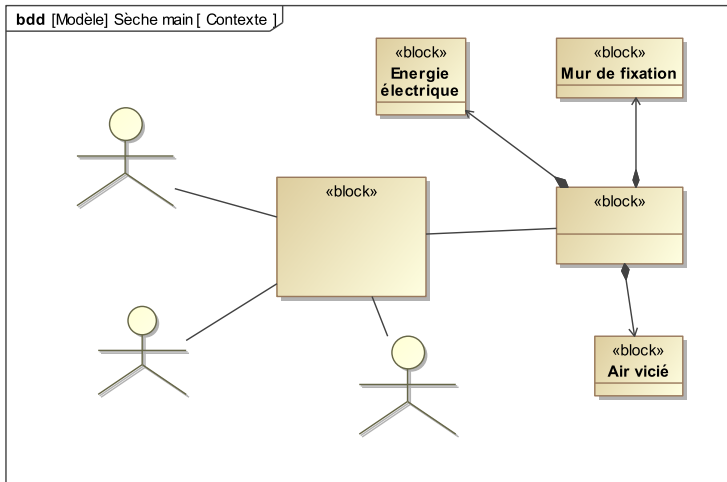 bdd [Modèle] Sèche main [ Contexte ]
«block»
Energie
électrique
«block»
Mur de fixation
«block»
«block»
«block»
Air vicié